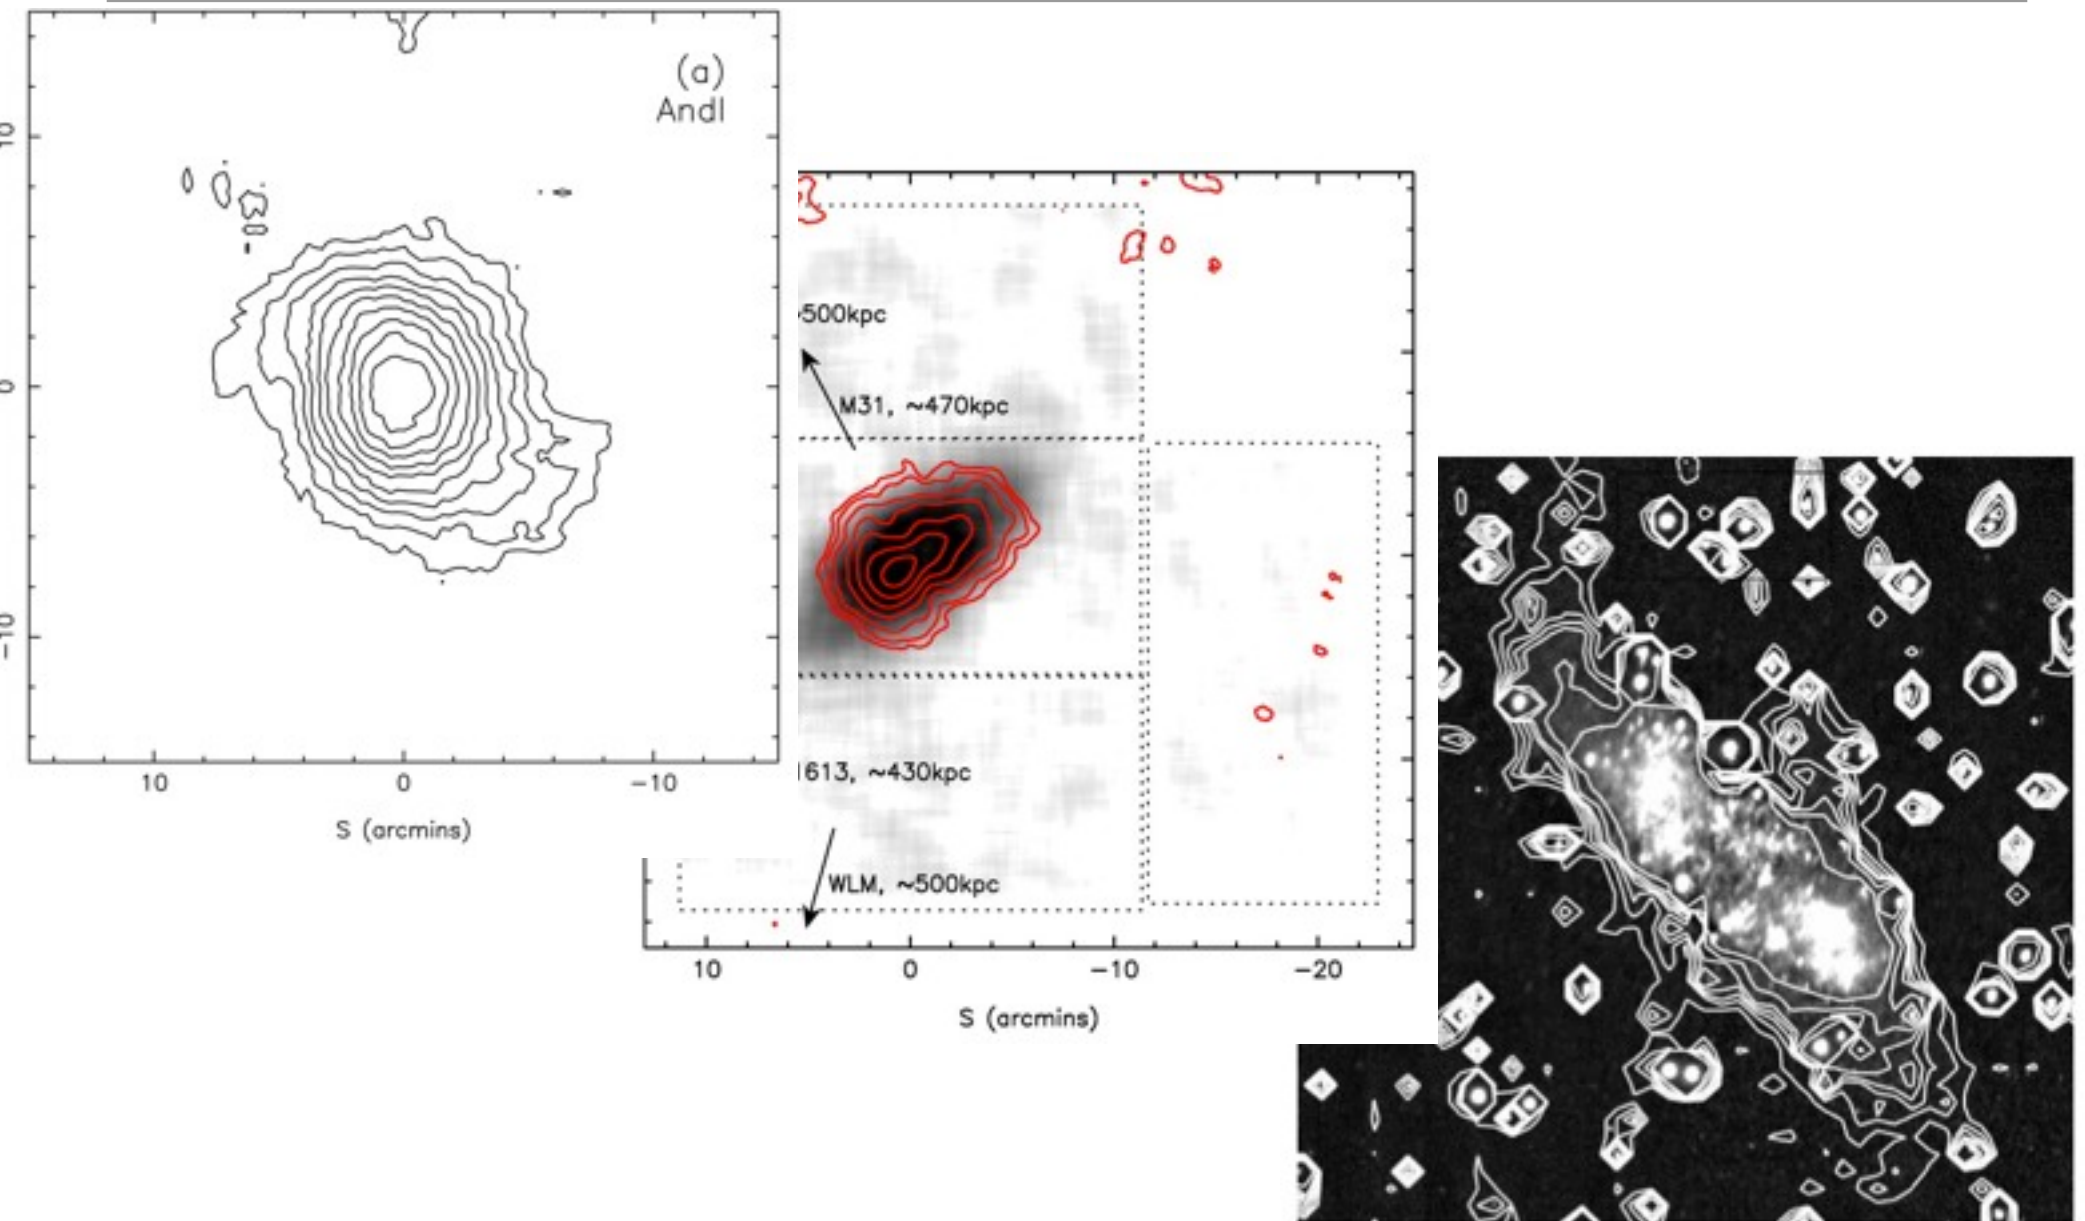 (a)
AndI
10
0
-10
10
0
-10
S (arcmins)
500kpc
M31, ~470kpc
1613, ~430kpc
WLM, ~500kpc
10
0
-10
-20
S (arcmins)